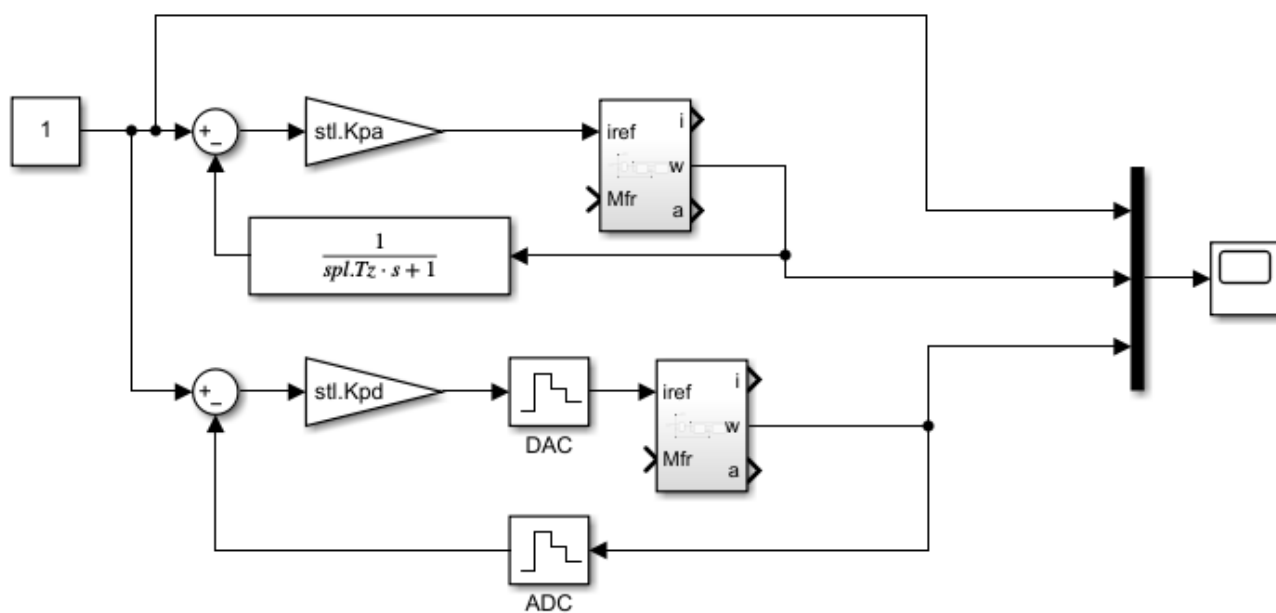 1
+
−
stl.Kpa
iref
Mfr
i
w
a
1
spl.Tz · s + 1
+
−
stl.Kpd
DAC
iref
Mfr
i
w
a
ADC